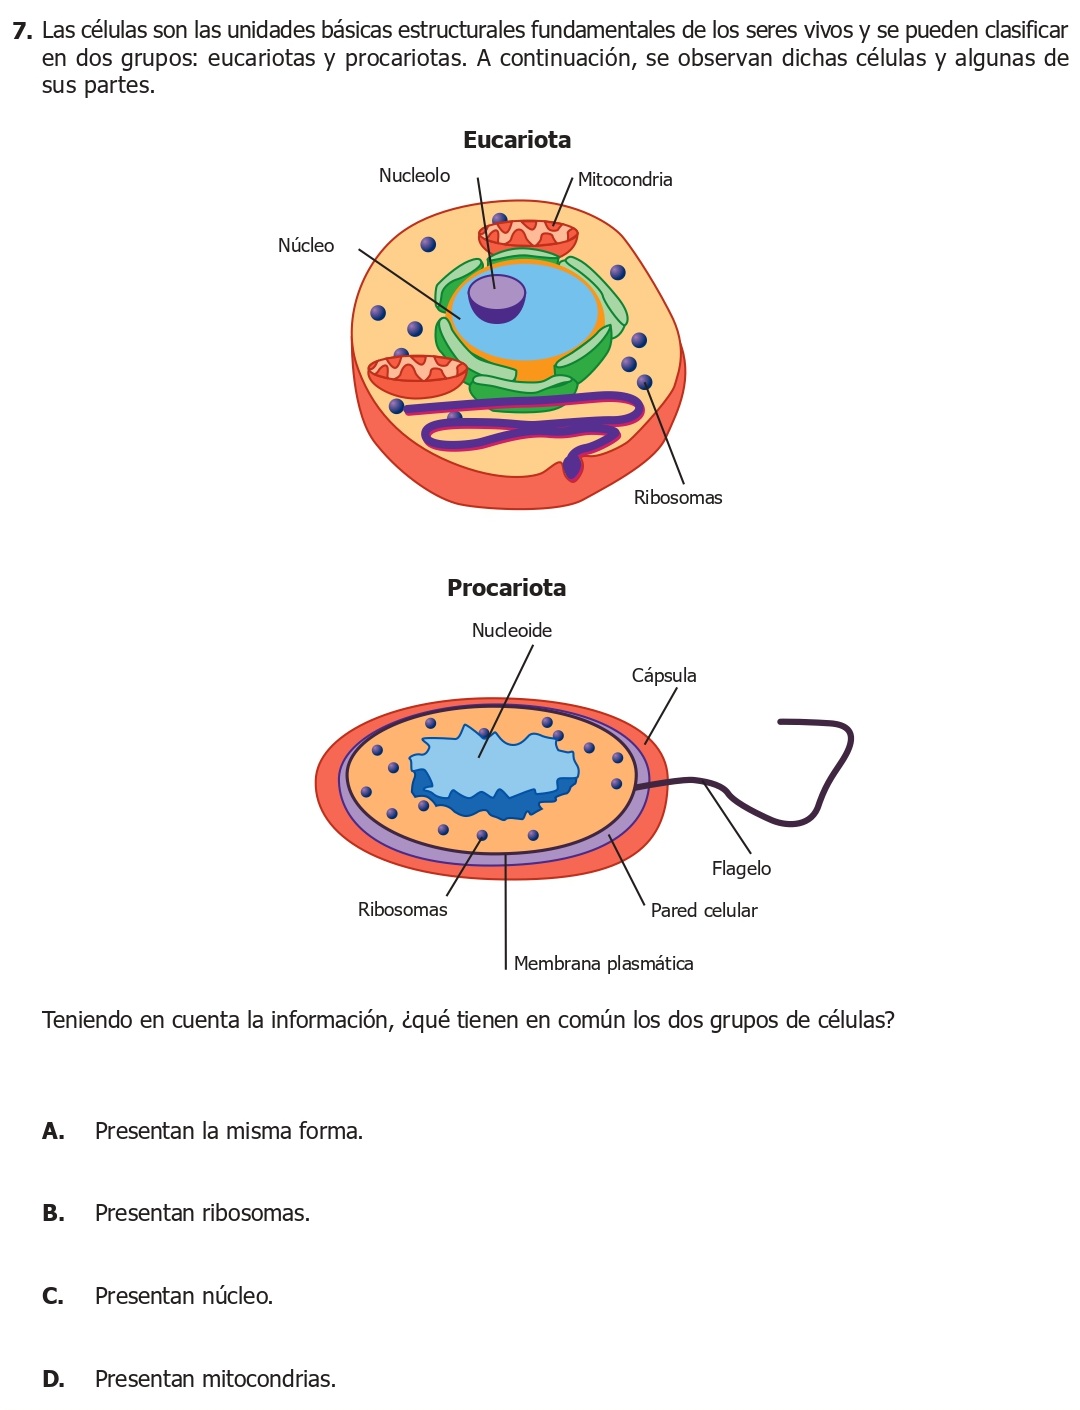 7. Las células son las unidades básicas estructurales fundamentales de los seres vivos y se pueden clasificar
en dos grupos: eucariotas y procariotas. A continuación, se observan dichas células y algunas de
sus partes.
Eucariota
Nucleolo
Mitocondria
Núcleo
Ribosomas
Procariota
Nucleoide
Cápsula
Flagelo
Ribosomas
Pared celular
Membrana plasmática
Teniendo en cuenta la información, ¿qué tienen en común los dos grupos de células?
A. Presentan la misma forma.
B. Presentan ribosomas.
C. Presentan núcleo.
D. Presentan mitocondrias.